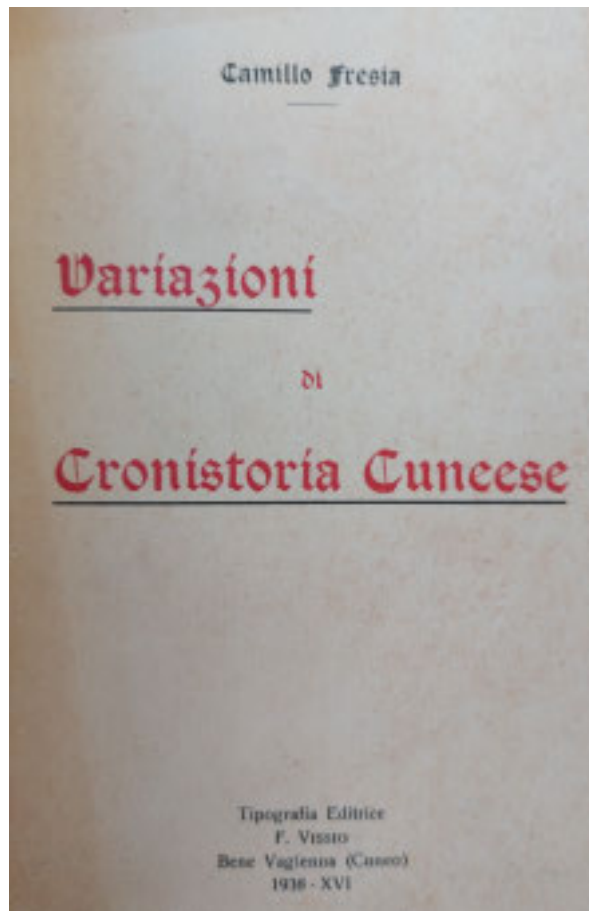 Camillo Fresia
Variazioni
di
Cronistoria Cuneese
Tipografia Editrice
F. Vissio
Bene Vagienna (Cuneo)
1938 - XVI